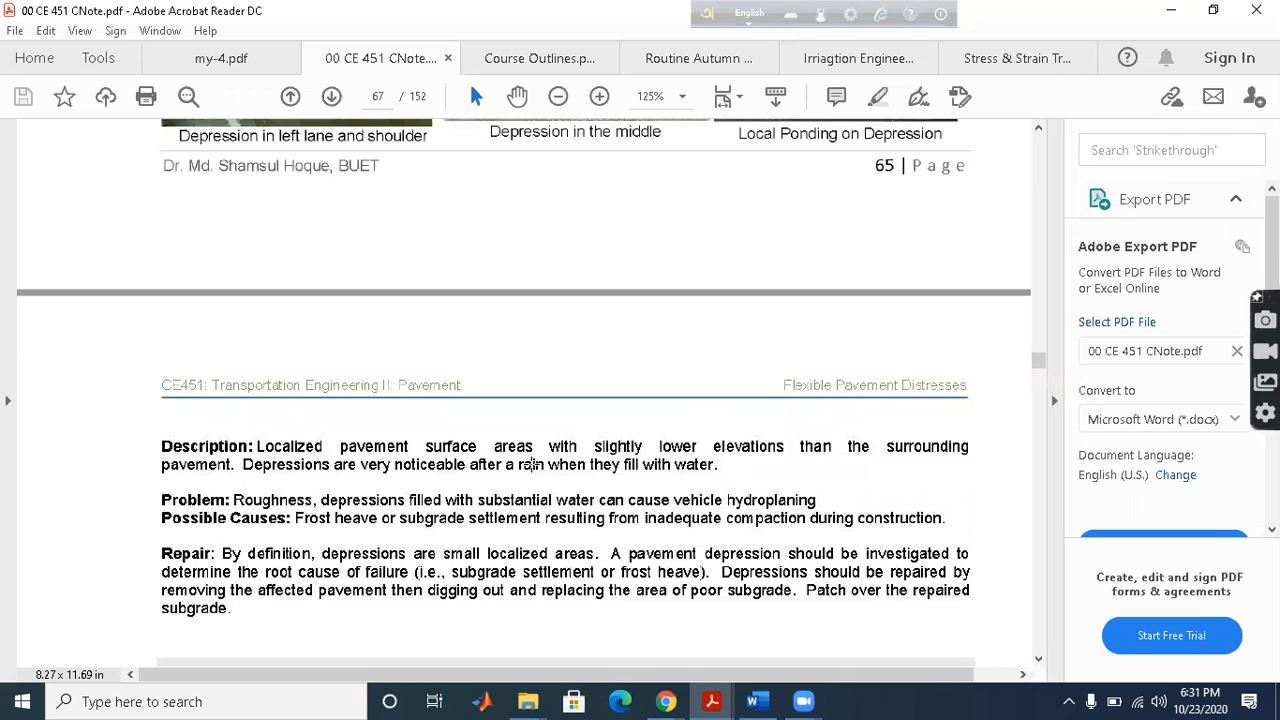 00 CE 451 CNote.pdf - Adobe Acrobat Reader DC
English
File Edit View Sign Window Help
Home Tools my-4.pdf 00 CE 451 CNote.... × Course Outlines.p... Routine Autumn ... Irriagtion Enginee... Stress & Strain Tr... Sign In
67 / 152 125%
Depression in left lane and shoulder Depression in the middle Local Ponding on Depression
Dr. Md. Shamsul Hoque, BUET 65 | P a g e
CE451: Transportation Engineering II: Pavement Flexible Pavement Distresses
Description: Localized pavement surface areas with slightly lower elevations than the surrounding
pavement. Depressions are very noticeable after a rain when they fill with water.
Problem: Roughness, depressions filled with substantial water can cause vehicle hydroplaning
Possible Causes: Frost heave or subgrade settlement resulting from inadequate compaction during construction.
Repair: By definition, depressions are small localized areas. A pavement depression should be investigated to
determine the root cause of failure (i.e., subgrade settlement or frost heave). Depressions should be repaired by
removing the affected pavement then digging out and replacing the area of poor subgrade. Patch over the repaired
subgrade.
8.27 x 11.69 in
Search 'Strikethrough'
Export PDF
Adobe Export PDF
Convert PDF Files to Word
or Excel Online
Select PDF File
00 CE 451 CNote.pdf ×
Convert to
Microsoft Word (*.docx)
Document Language:
English (U.S.) Change
Create, edit and sign PDF
forms & agreements
Start Free Trial
Type here to search
6:31 PM
10/23/2020